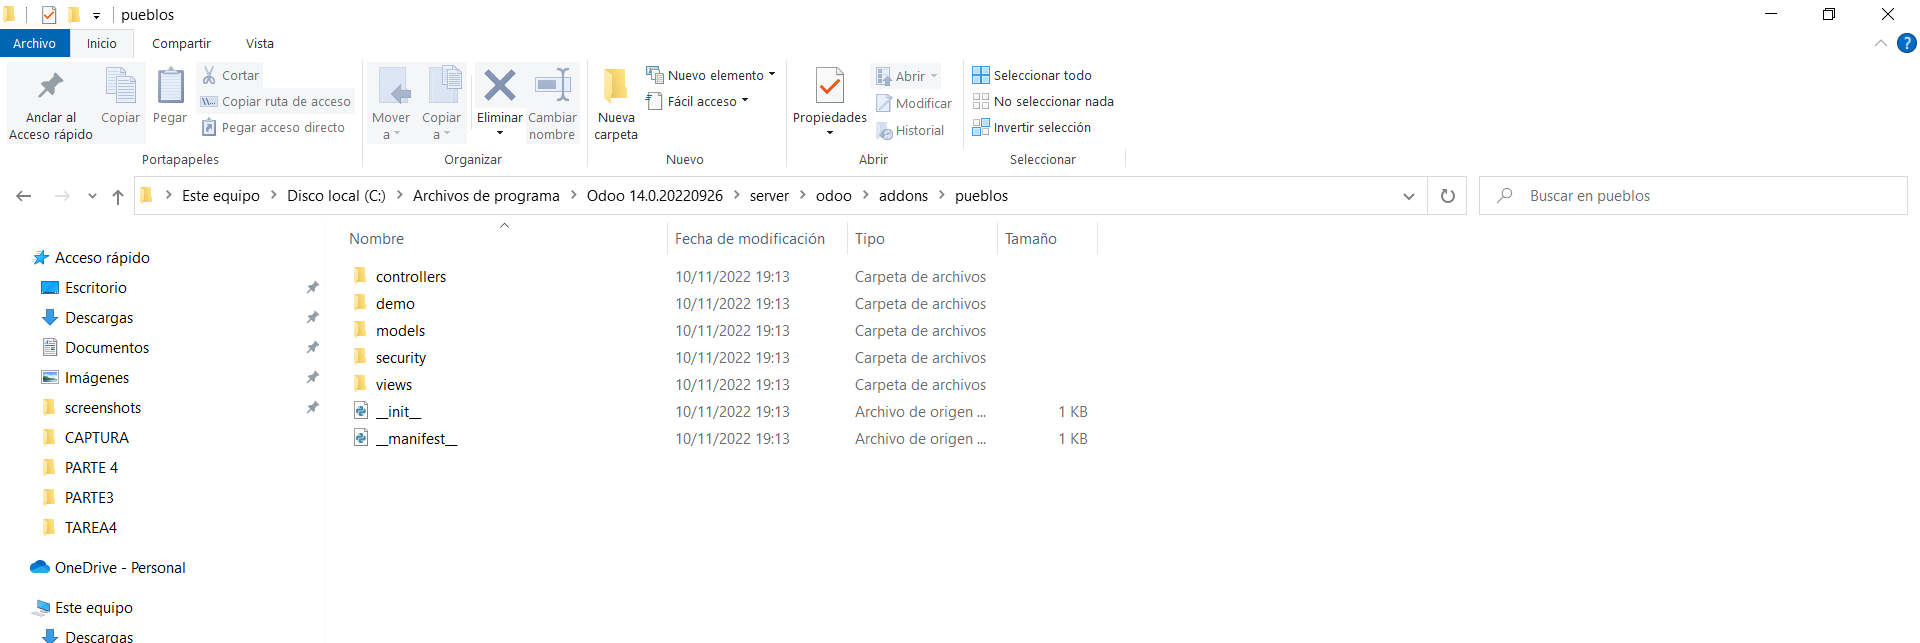 pueblos
Archivo Inicio Compartir Vista
Anclar al Acceso rápido
Copiar
Pegar
Cortar
Copiar ruta de acceso
Pegar acceso directo
Portapapeles
Mover a
Copiar a
Eliminar
Cambiar nombre
Organizar
Nueva carpeta
Nuevo elemento
Fácil acceso
Nuevo
Propiedades
Abrir
Modificar
Historial
Abrir
Seleccionar todo
No seleccionar nada
Invertir selección
Seleccionar
Este equipo > Disco local (C:) > Archivos de programa > Odoo 14.0.20220926 > server > odoo > addons > pueblos
Buscar en pueblos
Acceso rápido
Escritorio
Descargas
Documentos
Imágenes
screenshots
CAPTURA
PARTE 4
PARTE3
TAREA4
OneDrive - Personal
Este equipo
Descargas
Nombre Fecha de modificación Tipo Tamaño
controllers 10/11/2022 19:13 Carpeta de archivos
demo 10/11/2022 19:13 Carpeta de archivos
models 10/11/2022 19:13 Carpeta de archivos
security 10/11/2022 19:13 Carpeta de archivos
views 10/11/2022 19:13 Carpeta de archivos
__init__ 10/11/2022 19:13 Archivo de origen ... 1 KB
__manifest__ 10/11/2022 19:13 Archivo de origen ... 1 KB